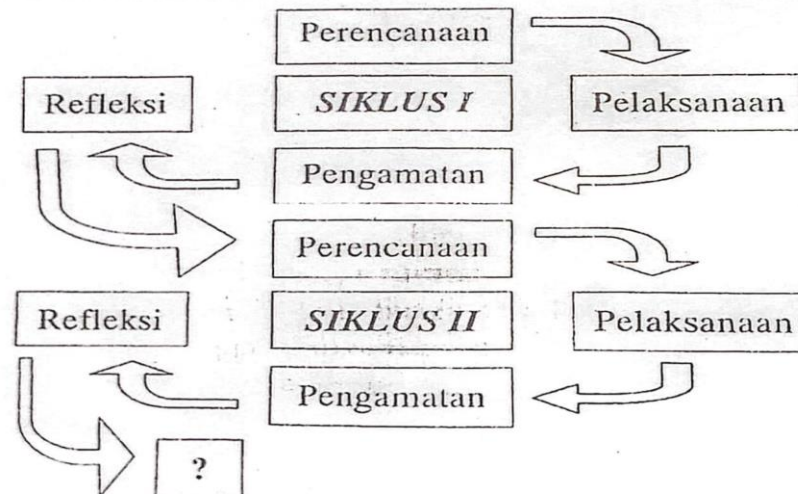 Perencanaan
Refleksi
SIKLUS I
Pelaksanaan
Pengamatan
Perencanaan
Refleksi
SIKLUS II
Pelaksanaan
Pengamatan
?